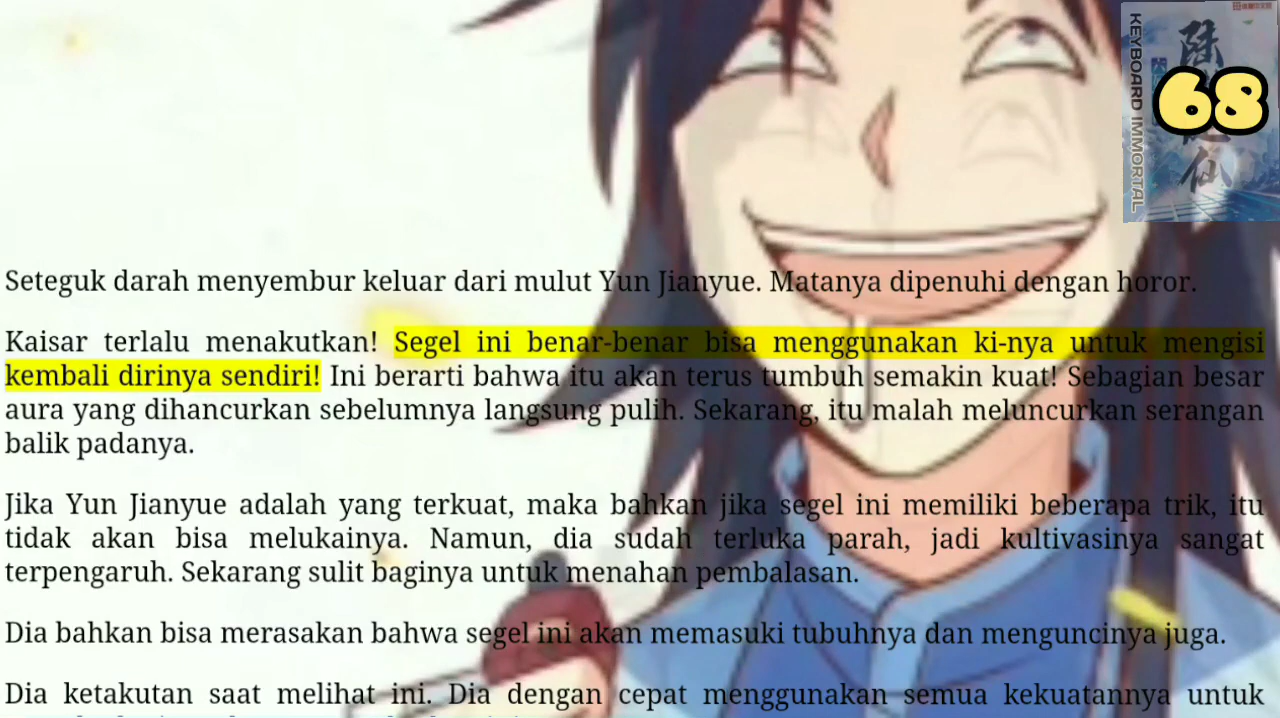 KEYBOARD IMMORTAL
68
Seteguk darah menyembur keluar dari mulut Yun Jianyue. Matanya dipenuhi dengan horor.
Kaisar terlalu menakutkan! Segel ini benar-benar bisa menggunakan ki-nya untuk mengisi
kembali dirinya sendiri! Ini berarti bahwa itu akan terus tumbuh semakin kuat! Sebagian besar
aura yang dihancurkan sebelumnya langsung pulih. Sekarang, itu malah meluncurkan serangan
balik padanya.
Jika Yun Jianyue adalah yang terkuat, maka bahkan jika segel ini memiliki beberapa trik, itu
tidak akan bisa melukainya. Namun, dia sudah terluka parah, jadi kultivasinya sangat
terpengaruh. Sekarang sulit baginya untuk menahan pembalasan.
Dia bahkan bisa merasakan bahwa segel ini akan memasuki tubuhnya dan menguncinya juga.
Dia ketakutan saat melihat ini. Dia dengan cepat menggunakan semua kekuatannya untuk